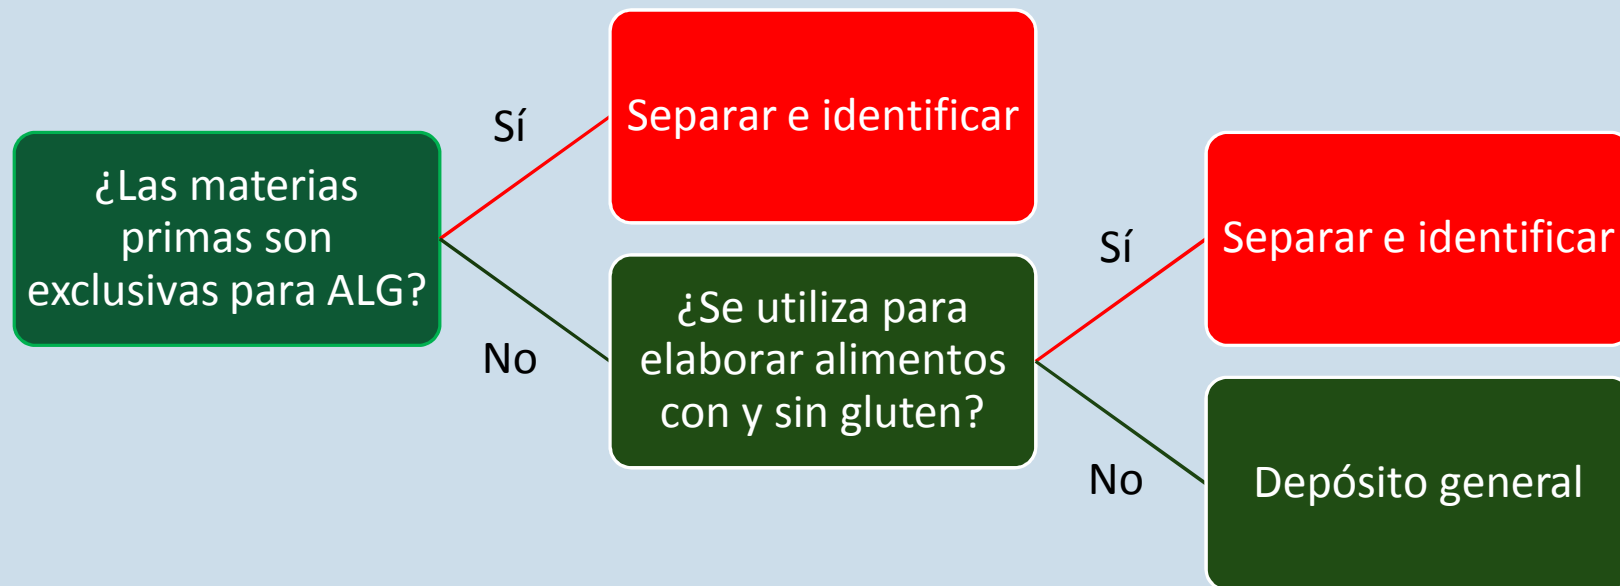 ¿Las materias
primas son
exclusivas para ALG?
Sí
Separar e identificar
No
¿Se utiliza para
elaborar alimentos
con y sin gluten?
Sí
Separar e identificar
No
Depósito general